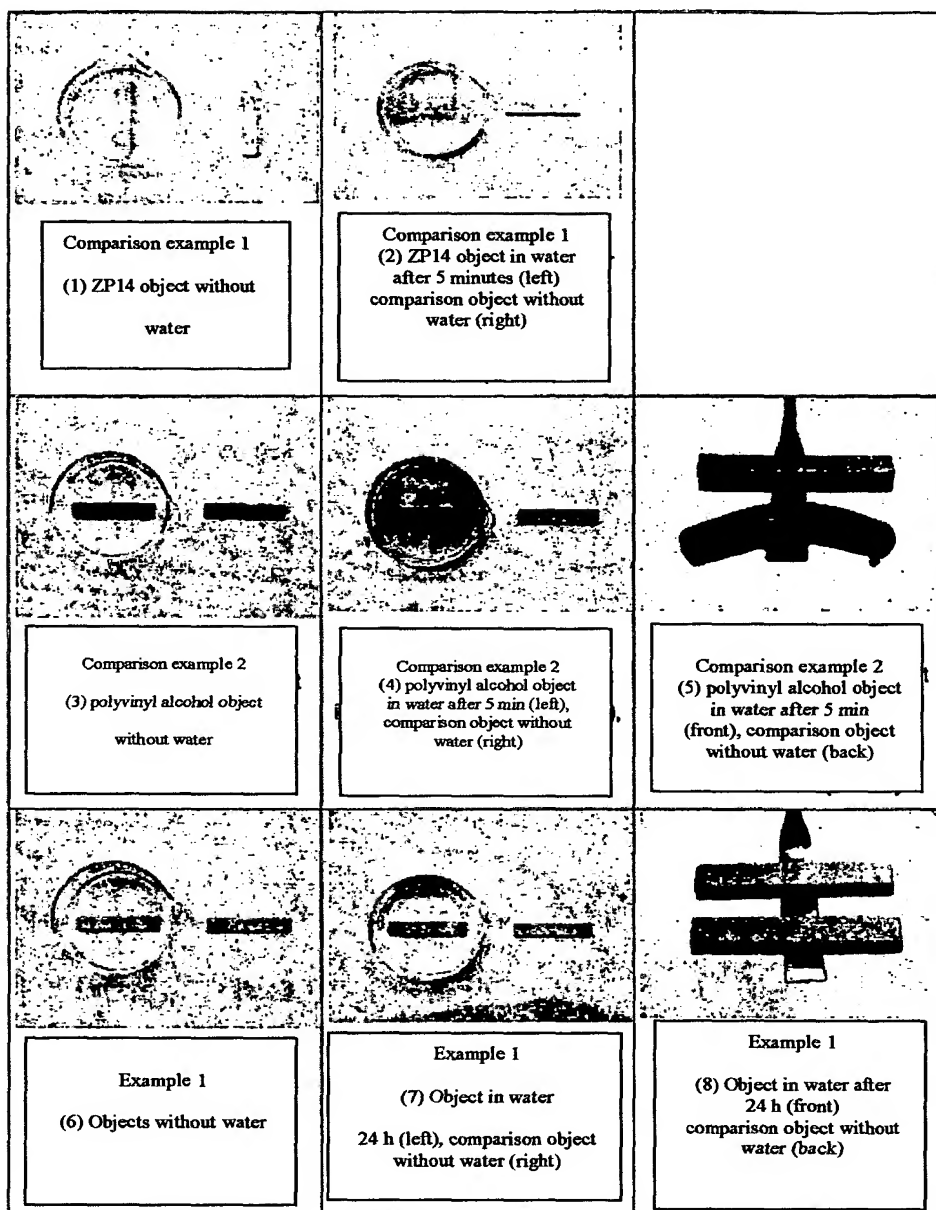 Comparison example 1
(1) ZP14 object without
water
Comparison example 1
(2) ZP14 object in water
after 5 minutes (left)
comparison object without
water (right)
Comparison example 2
(3) polyvinyl alcohol object
without water
Comparison example 2
(4) polyvinyl alcohol object
in water after 5 min (left),
comparison object without
water (right)
Comparison example 2
(5) polyvinyl alcohol object
in water after 5 min
(front), comparison object
without water (back)
Example 1
(6) Objects without water
Example 1
(7) Object in water
24 h (left), comparison object
without water (right)
Example 1
(8) Object in water after
24 h (front)
comparison object without
water (back)